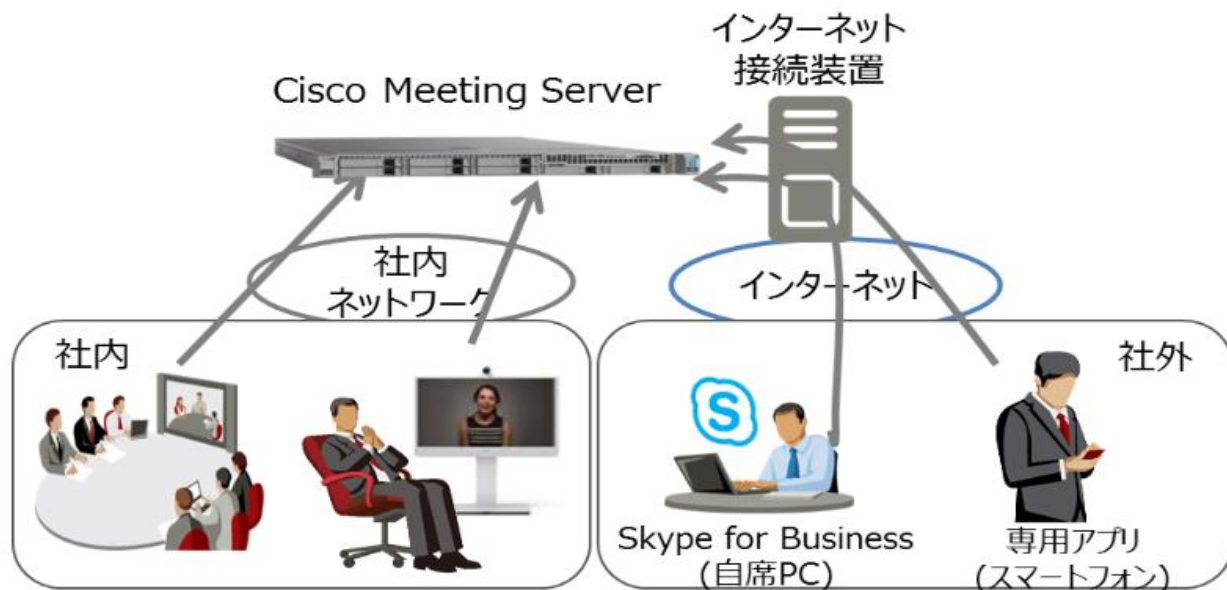 インターネット
接続装置
Cisco Meeting Server
社内
ネットワーク
インターネット
社内
社外
Skype for Business
(自席PC)
専用アプリ
(スマートフォン)